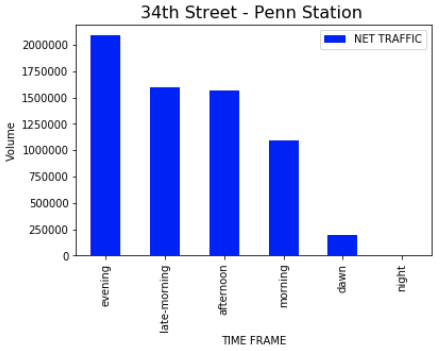 34th Street - Penn Station
NET TRAFFIC
Volume
2000000
1750000
1500000
1250000
1000000
750000
500000
250000
0
evening
late-morning
afternoon
morning
dawn
night
TIME FRAME